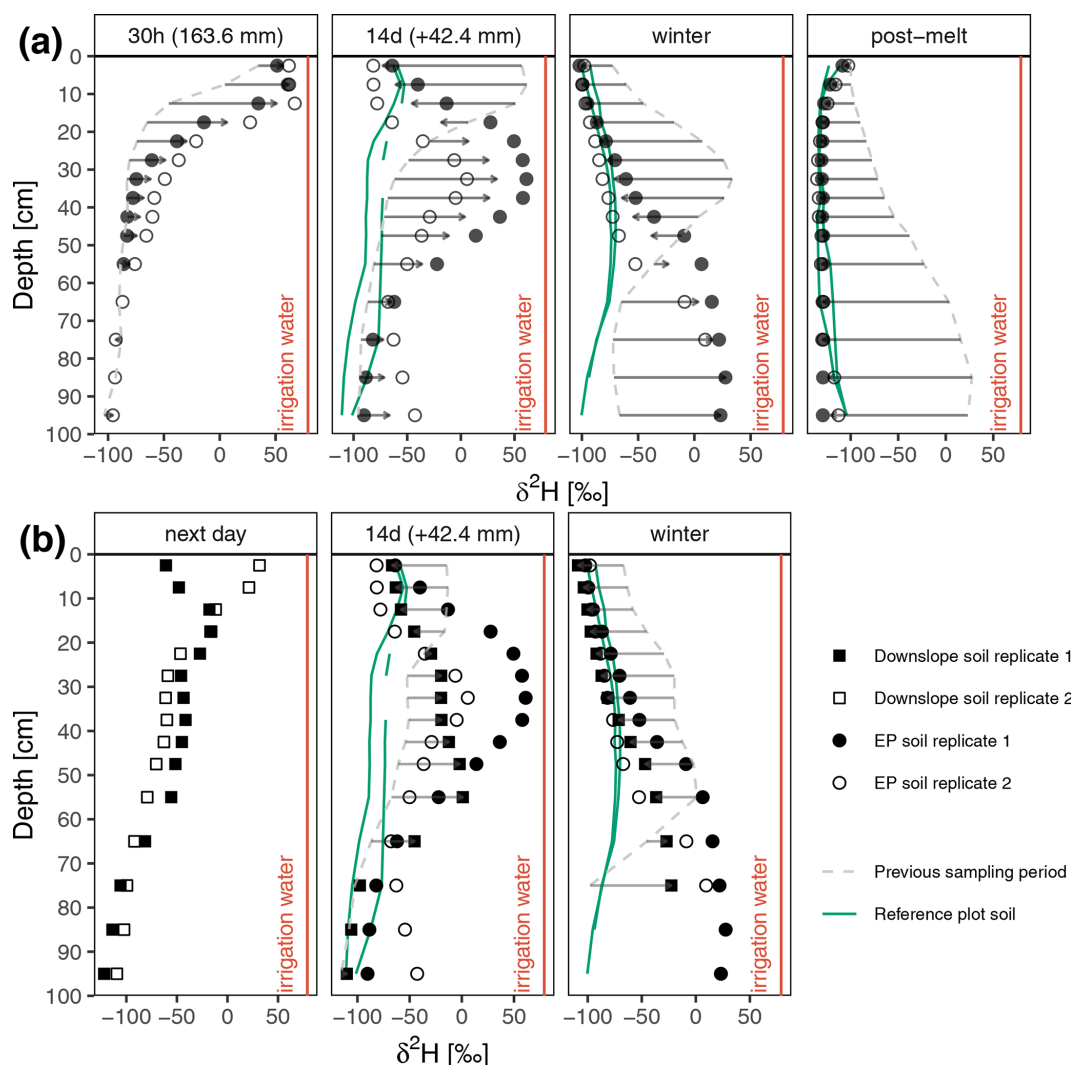 (a)
30h (163.6 mm)
14d (+42.4 mm)
winter
post−melt
Depth [cm]
0
10
20
30
40
50
60
70
80
90
100
irrigation water
irrigation water
irrigation water
irrigation water
−100 −50 0 50
−100 −50 0 50
−100 −50 0 50
−100 −50 0 50
δ²H [‰]
(b)
next day
14d (+42.4 mm)
winter
Depth [cm]
0
10
20
30
40
50
60
70
80
90
100
irrigation water
irrigation water
irrigation water
−100 −50 0 50
−100 −50 0 50
−100 −50 0 50
δ²H [‰]
Downslope soil replicate 1
Downslope soil replicate 2
EP soil replicate 1
EP soil replicate 2
Previous sampling period
Reference plot soil